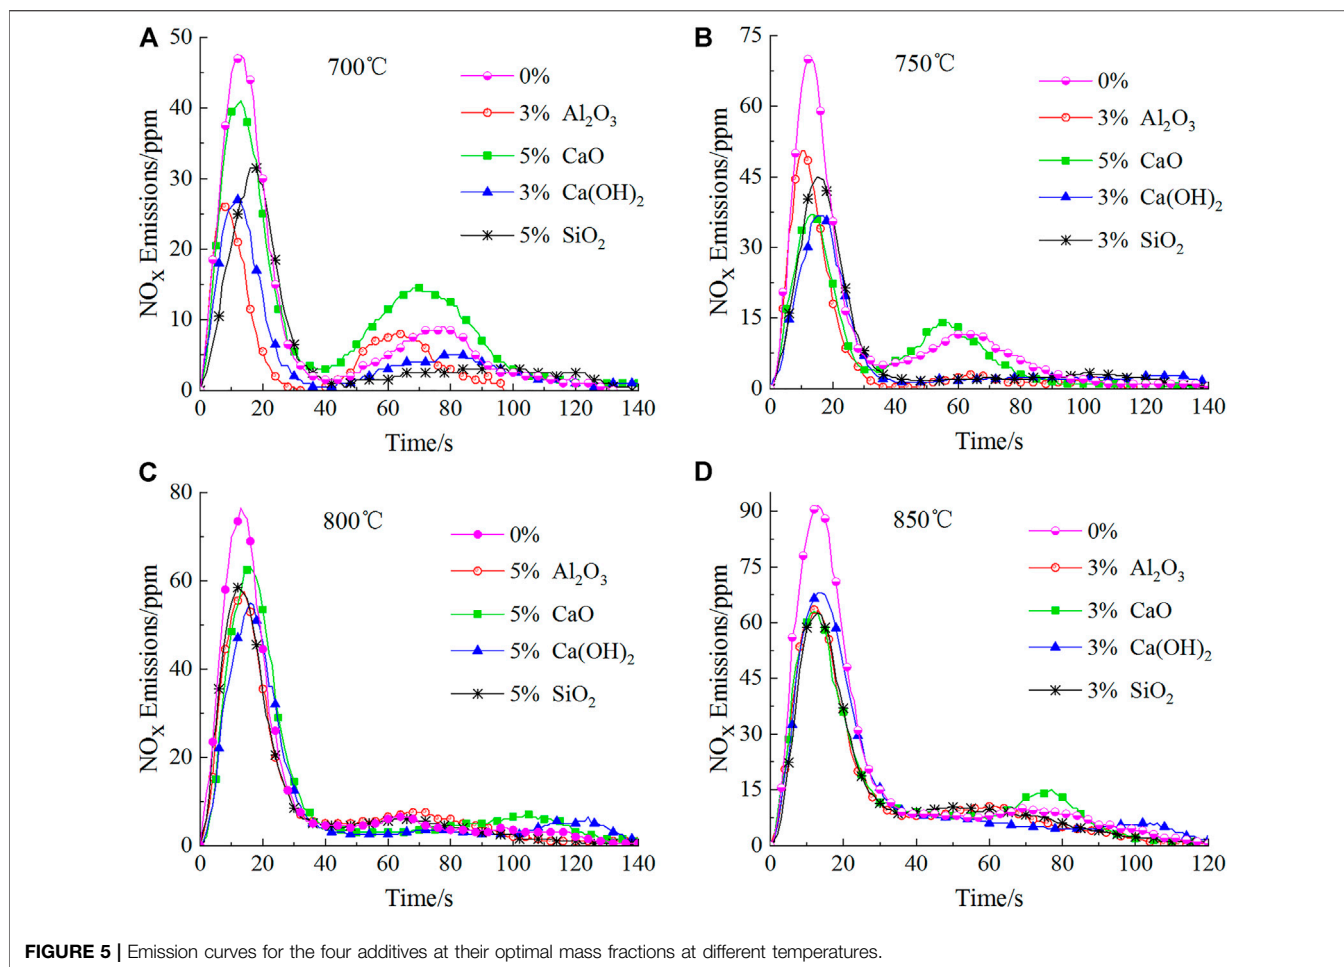 A
700℃
0%
3% Al₂O₃
5% CaO
3% Ca(OH)₂
5% SiO₂
NOX Emissions/ppm
50
40
30
20
10
0
0 20 40 60 80 100 120 140
Time/s
B
750℃
0%
3% Al₂O₃
5% CaO
3% Ca(OH)₂
3% SiO₂
NOX Emissions/ppm
75
60
45
30
15
0
0 20 40 60 80 100 120 140
Time/s
C
800℃
0%
5% Al₂O₃
5% CaO
5% Ca(OH)₂
5% SiO₂
NOX Emissions/ppm
80
60
40
20
0
0 20 40 60 80 100 120 140
Time/s
D
850℃
0%
3% Al₂O₃
3% CaO
3% Ca(OH)₂
3% SiO₂
NOX Emissions/ppm
90
75
60
45
30
15
0
0 20 40 60 80 100 120
Time/s
FIGURE 5 | Emission curves for the four additives at their optimal mass fractions at different temperatures.